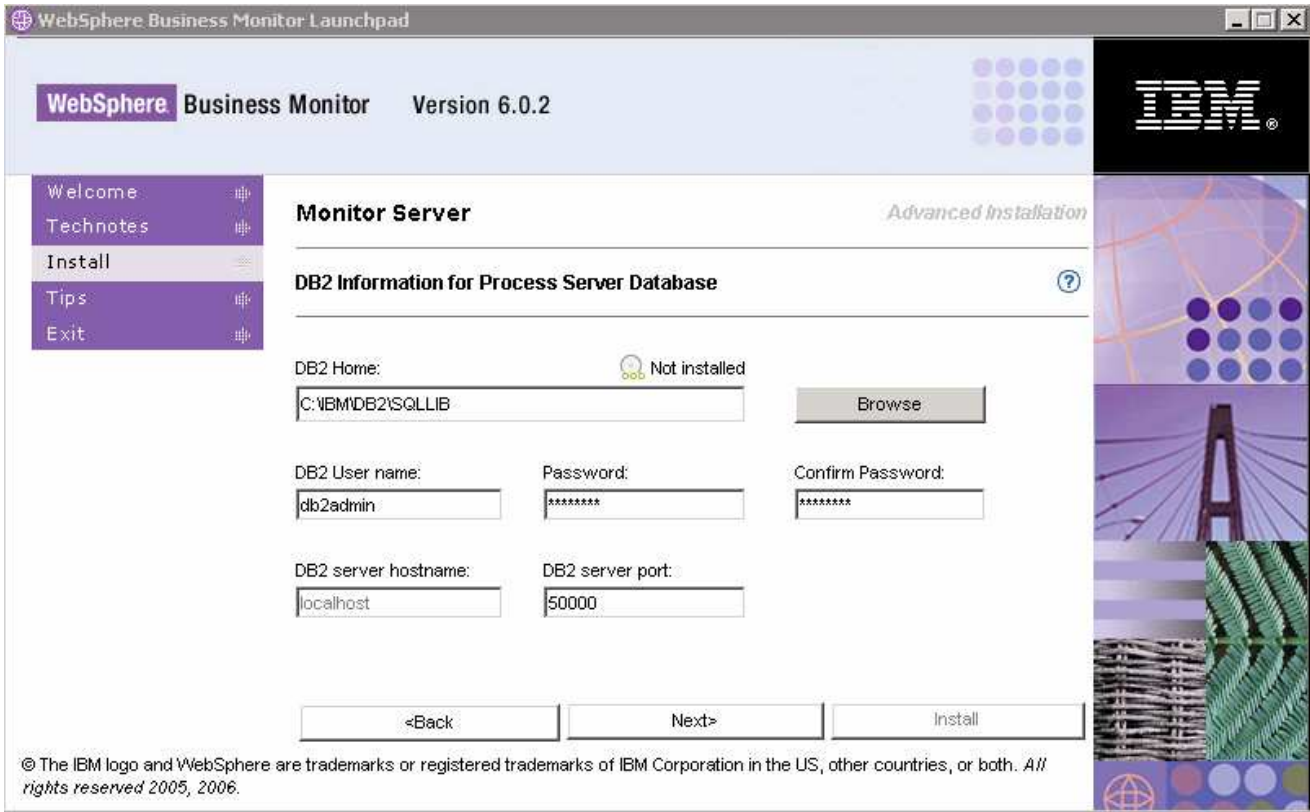 WebSphere Business Monitor Launchpad
WebSphere Business Monitor Version 6.0.2
IBM®
Welcome
Technotes
Install
Tips
Exit
Monitor Server Advanced Installation
DB2 Information for Process Server Database ?
DB2 Home: Not installed
C:\IBM\DB2\SQLLIB Browse
DB2 User name: Password: Confirm Password:
db2admin ******** ********
DB2 server hostname: DB2 server port:
localhost 50000
<Back Next> Install
© The IBM logo and WebSphere are trademarks or registered trademarks of IBM Corporation in the US, other countries, or both. All
rights reserved 2005, 2006.